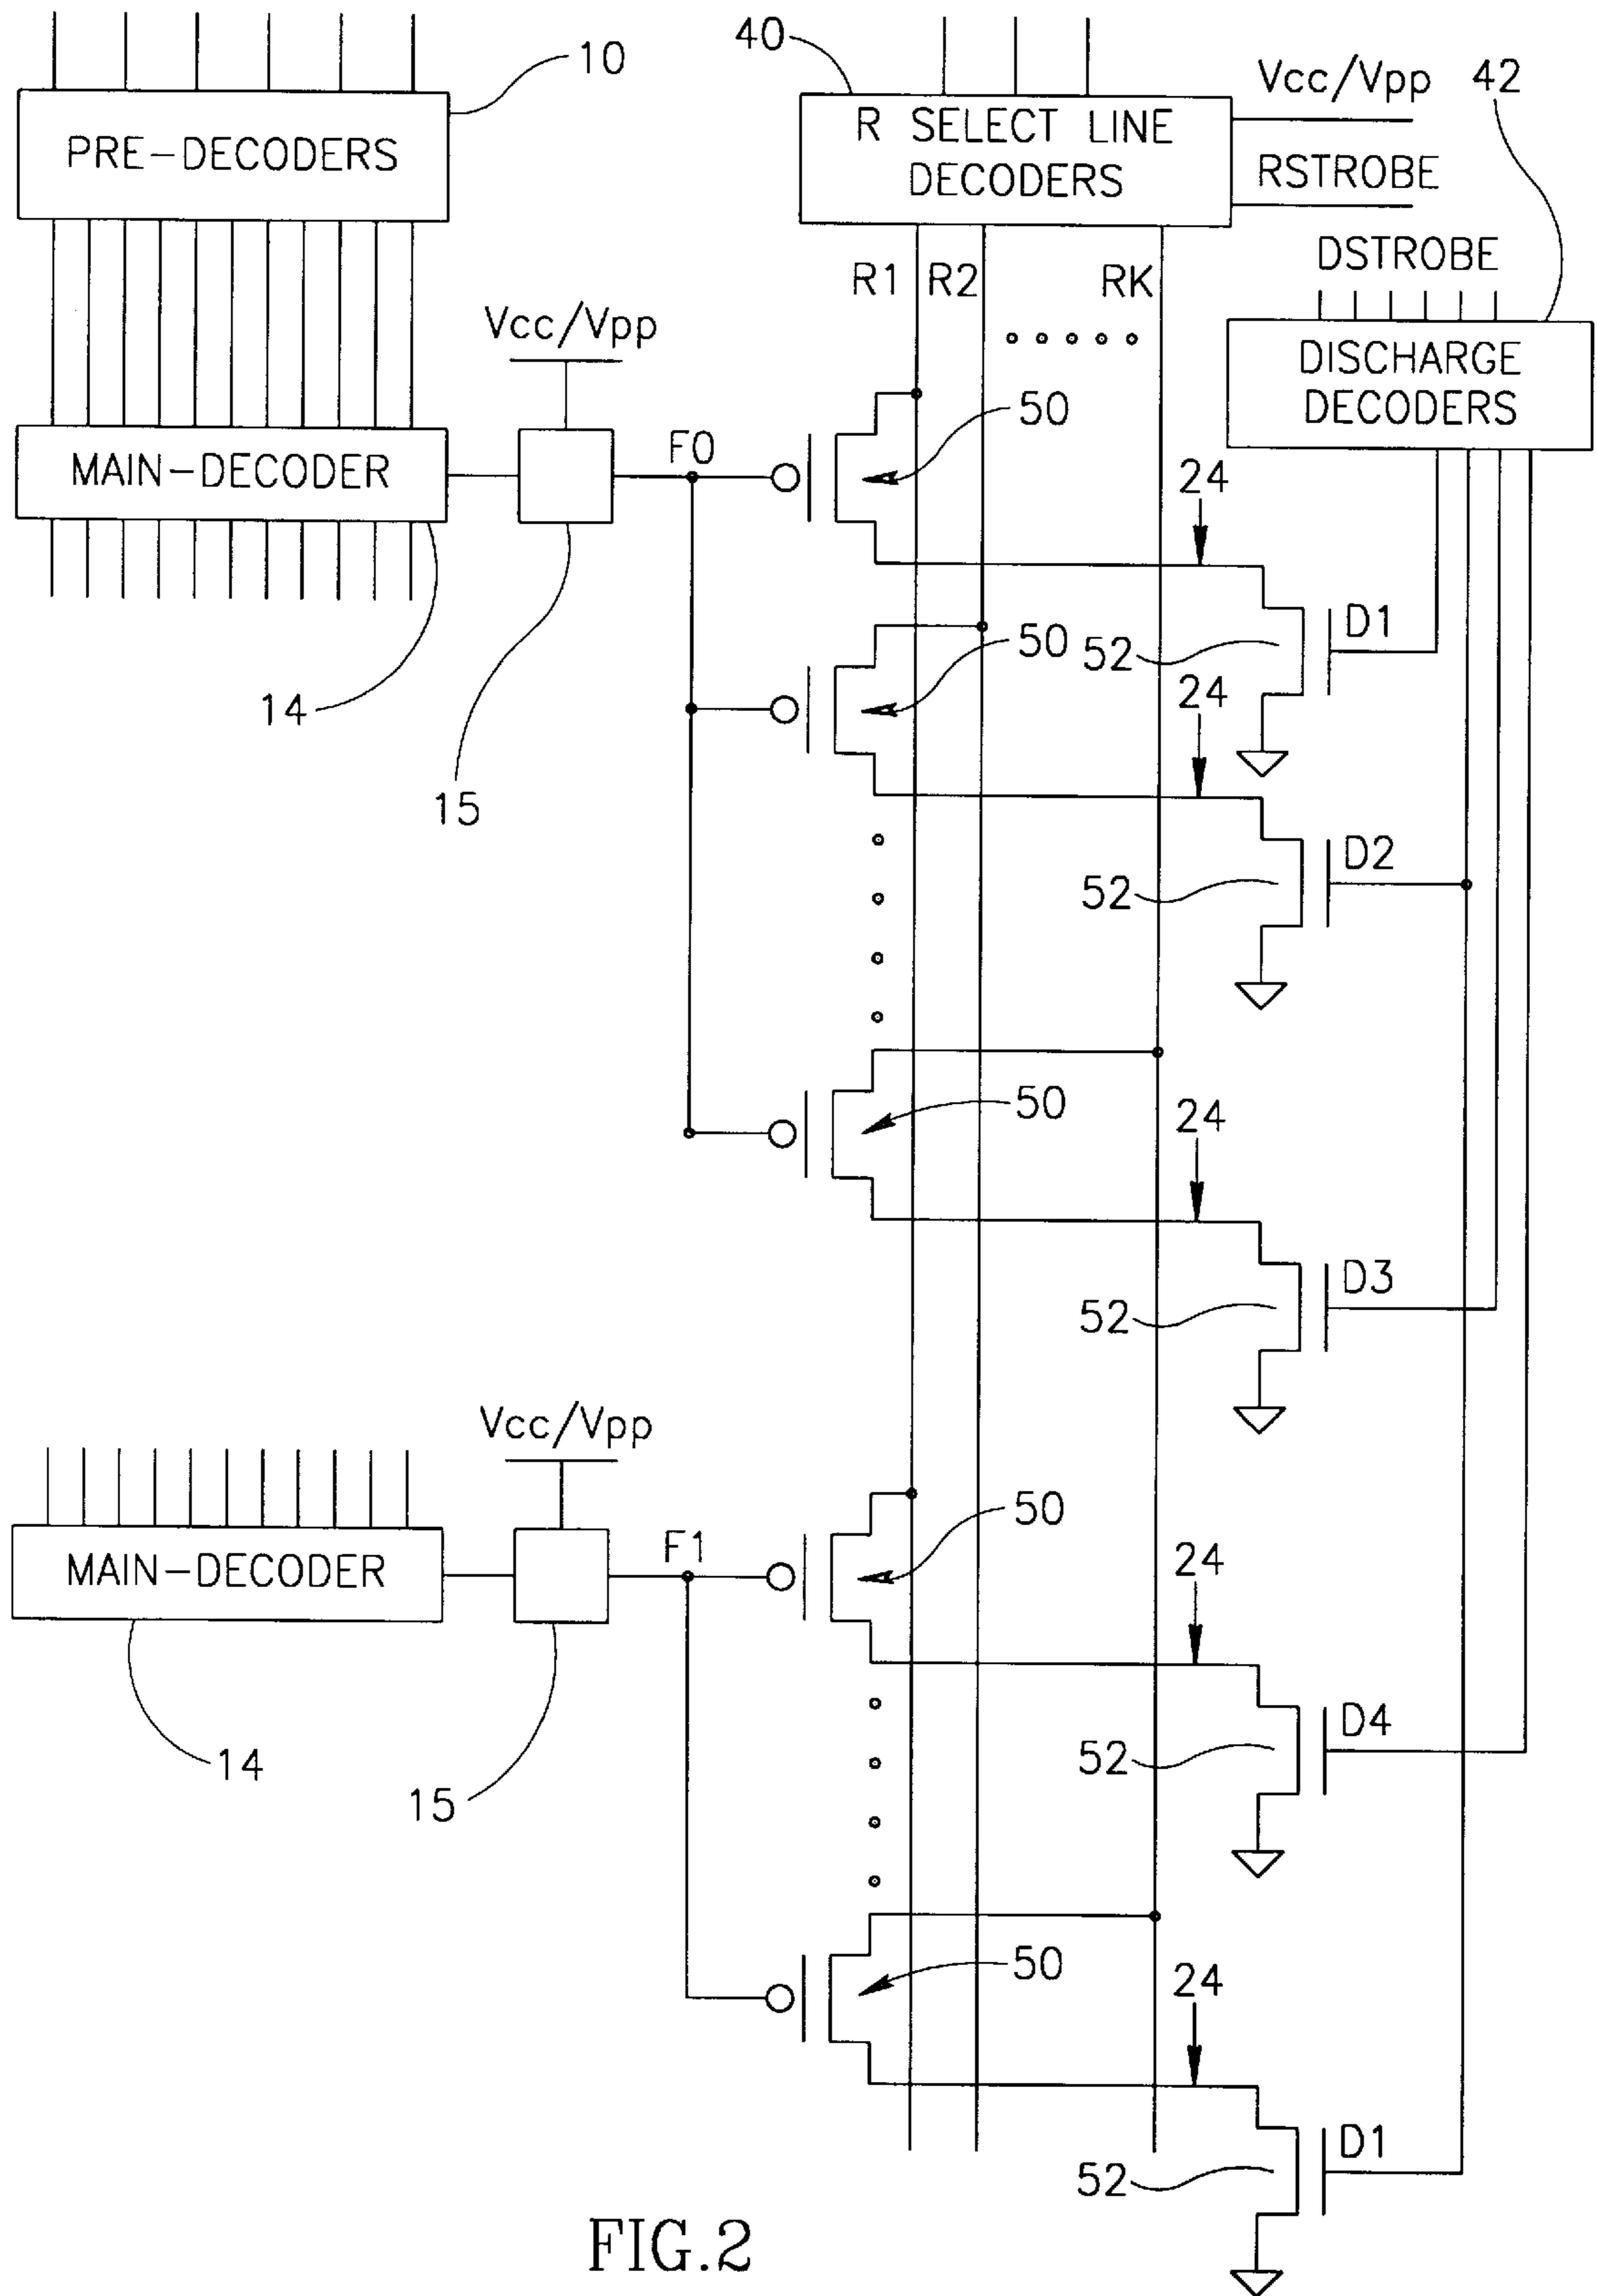 10
PRE-DECODERS
40
R SELECT LINE
DECODERS
Vcc/Vpp
RSTROBE
42
DSTROBE
DISCHARGE
DECODERS
R1 R2 RK
Vcc/Vpp
MAIN-DECODER
F0
50
24
14
15
50
52
D1
24
52
D2
50
24
52
D3
Vcc/Vpp
MAIN-DECODER
F1
50
24
14
15
52
D4
50
24
52
D1
FIG.2